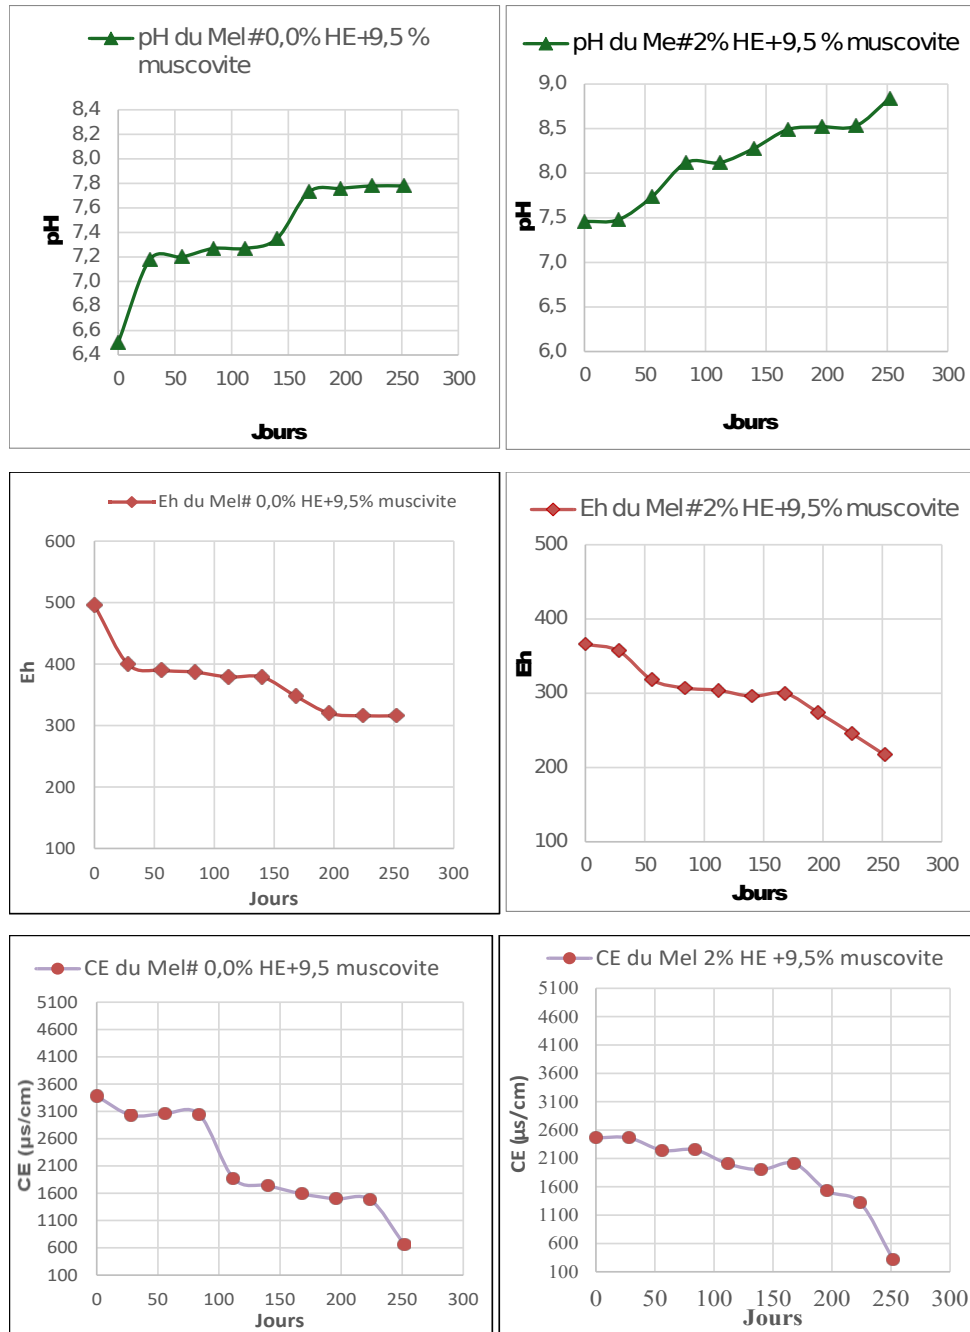 pH du Mel#0,0% HE+9,5 %
muscovite
8,4
8,2
8,0
7,8
7,6
7,4
7,2
7,0
6,8
6,6
6,4
pH
0 50 100 150 200 250 300
Jours
pH du Me#2% HE+9,5 % muscovite
9,0
8,5
8,0
7,5
7,0
6,5
6,0
pH
0 50 100 150 200 250 300
Jours
Eh du Mel# 0,0% HE+9,5% muscivite
600
500
400
300
200
100
Eh
0 50 100 150 200 250 300
Jours
Eh du Mel#2% HE+9,5% muscovite
500
400
300
200
100
Eh
0 50 100 150 200 250 300
Jours
CE du Mel# 0,0% HE+9,5 muscovite
5100
4600
4100
3600
3100
2600
2100
1600
1100
600
100
CE (µs/cm)
0 50 100 150 200 250 300
Jours
CE du Mel 2% HE +9,5% muscovite
5100
4600
4100
3600
3100
2600
2100
1600
1100
600
100
CE (µs/cm)
0 50 100 150 200 250 300
Jours